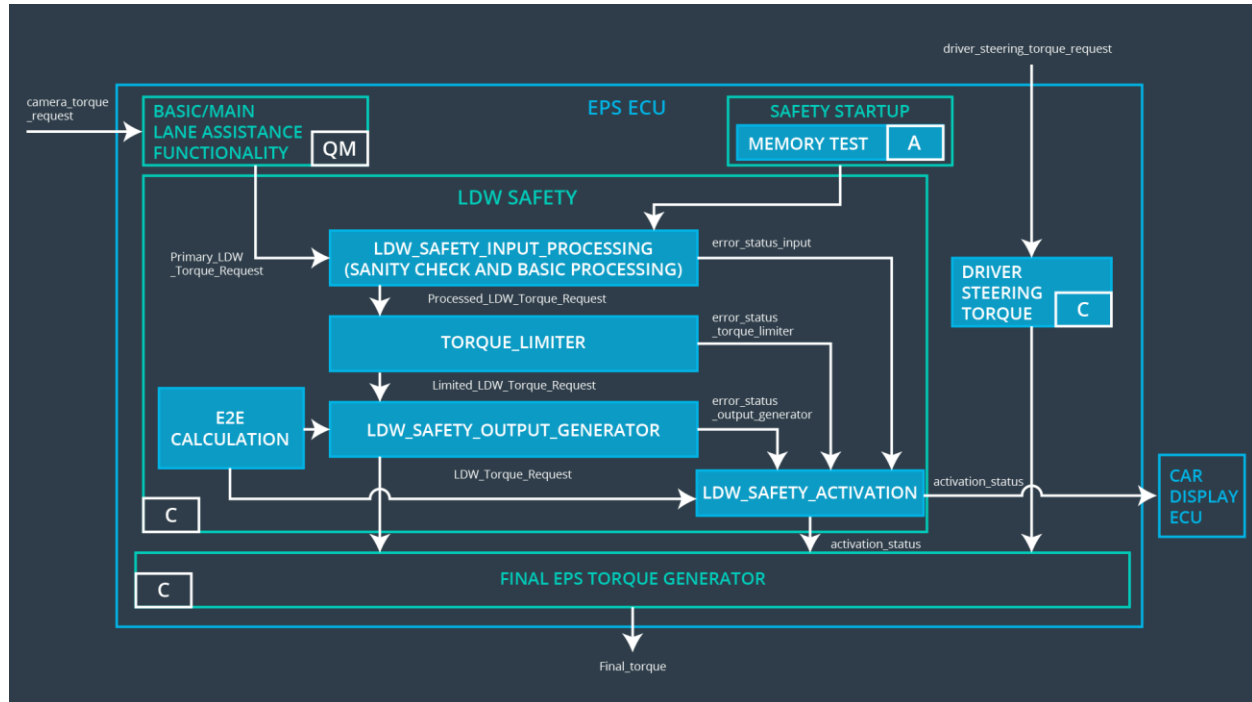 driver_steering_torque_request
camera_torque
_request
EPS ECU
BASIC/MAIN
LANE ASSISTANCE
FUNCTIONALITY
QM
SAFETY STARTUP
MEMORY TEST
A
LDW SAFETY
Primary_LDW
_Torque_Request
LDW_SAFETY_INPUT_PROCESSING
(SANITY CHECK AND BASIC PROCESSING)
error_status_input
DRIVER
STEERING
TORQUE
C
Processed_LDW_Torque_Request
TORQUE_LIMITER
error_status
_torque_limiter
Limited_LDW_Torque_Request
E2E
CALCULATION
LDW_SAFETY_OUTPUT_GENERATOR
error_status
_output_generator
LDW_Torque_Request
LDW_SAFETY_ACTIVATION
activation_status
CAR
DISPLAY
ECU
C
activation_status
FINAL EPS TORQUE GENERATOR
C
Final_torque